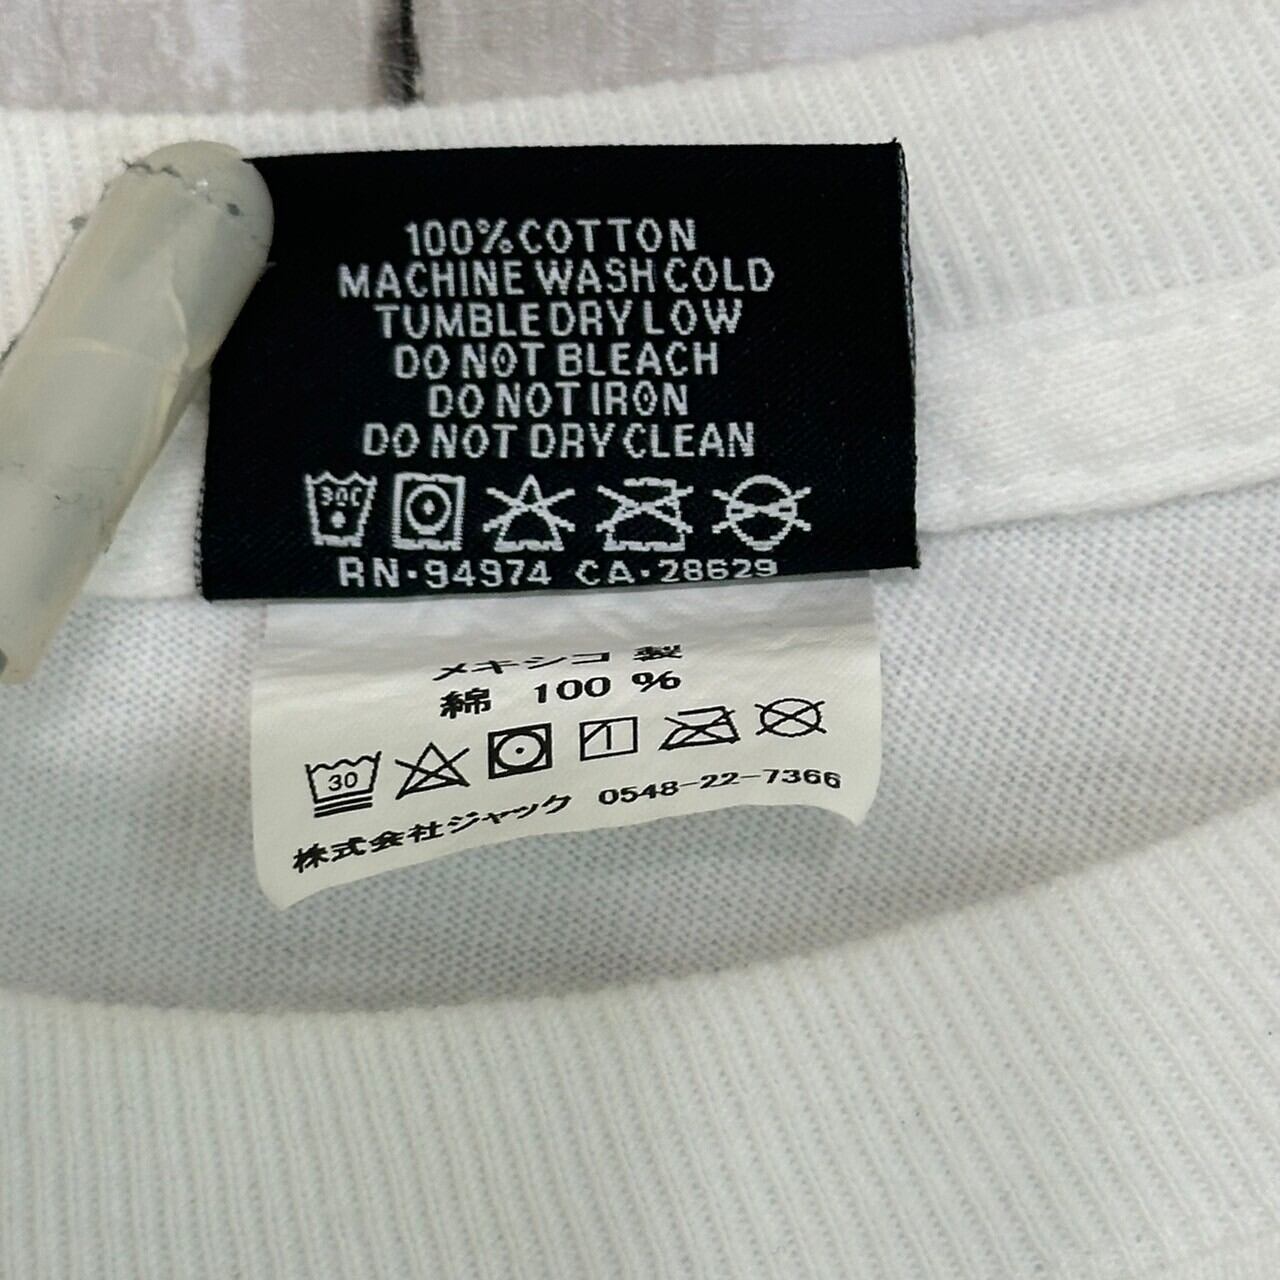 100% COTTON
MACHINE WASH COLD
TUMBLE DRY LOW
DO NOT BLEACH
DO NOT IRON
DO NOT DRY CLEAN
30C
RN·94974 CA·28629
メキシコ 製
綿 100 %
30
株式会社ジャック 0548-22-7366